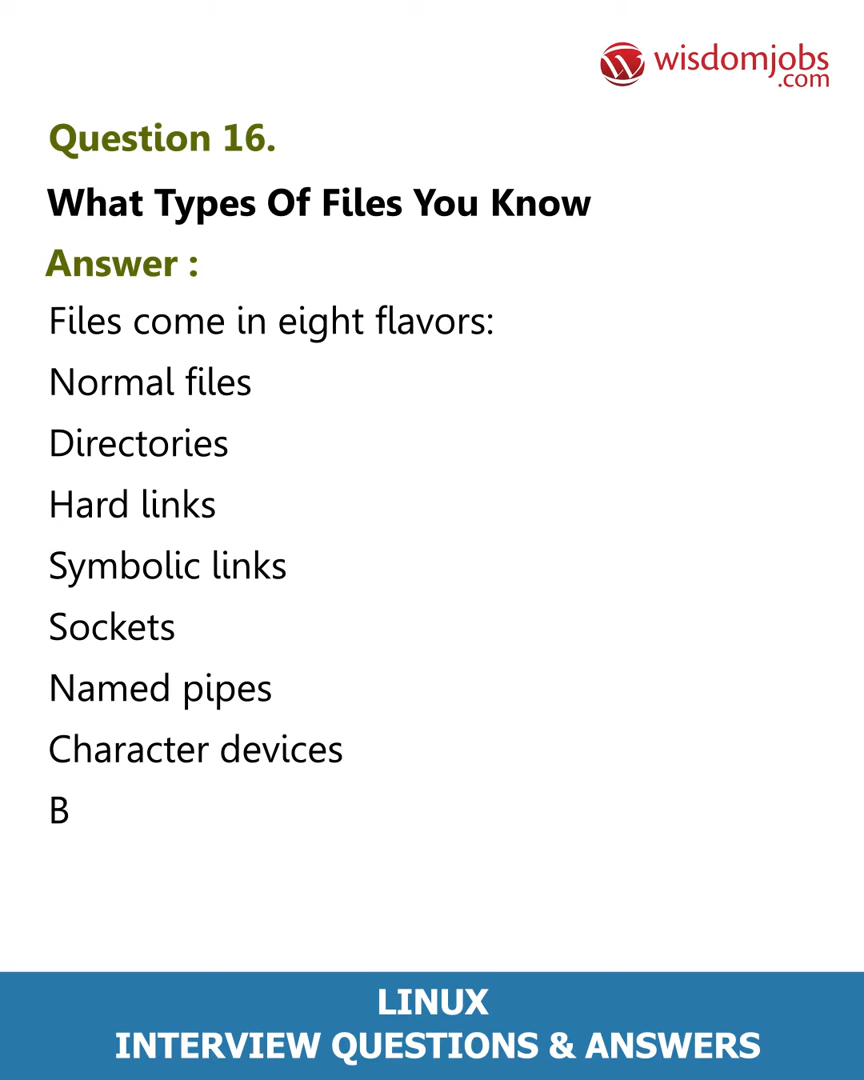 wisdomjobs
.com
Question 16.
What Types Of Files You Know
Answer :
Files come in eight flavors:
Normal files
Directories
Hard links
Symbolic links
Sockets
Named pipes
Character devices
B
LINUX
INTERVIEW QUESTIONS & ANSWERS